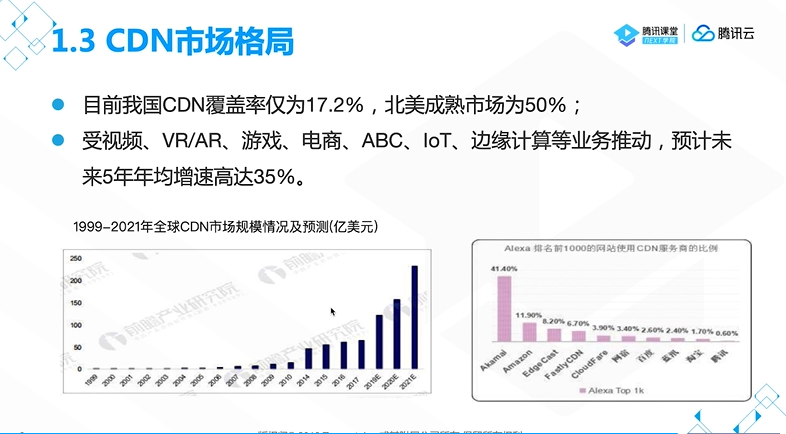 1.3 CDN市场格局
腾讯课堂
NEXT学院
腾讯云
目前我国CDN覆盖率仅为17.2%，北美成熟市场为50%；
受视频、VR/AR、游戏、电商、ABC、IoT、边缘计算等业务推动，预计未
来5年年均增速高达35%。
1999-2021年全球CDN市场规模情况及预测(亿美元)
250
200
150
100
50
0
1999 2000 2001 2002 2003 2004 2005 2006 2007 2008 2009 2010 2014 2015 2016 2017 2019E 2020E 2021E
前瞻产业研究院
Alexa 排名前1000的网站使用CDN服务商的比例
41.40% 11.90% 8.20% 6.70% 3.90% 3.40% 2.60% 2.40% 1.70% 0.60%
Akamai Amazon EdgeCast FastlyCDN CloudFare 网宿 百度 蓝汛 淘宝 腾讯
Alexa Top 1k